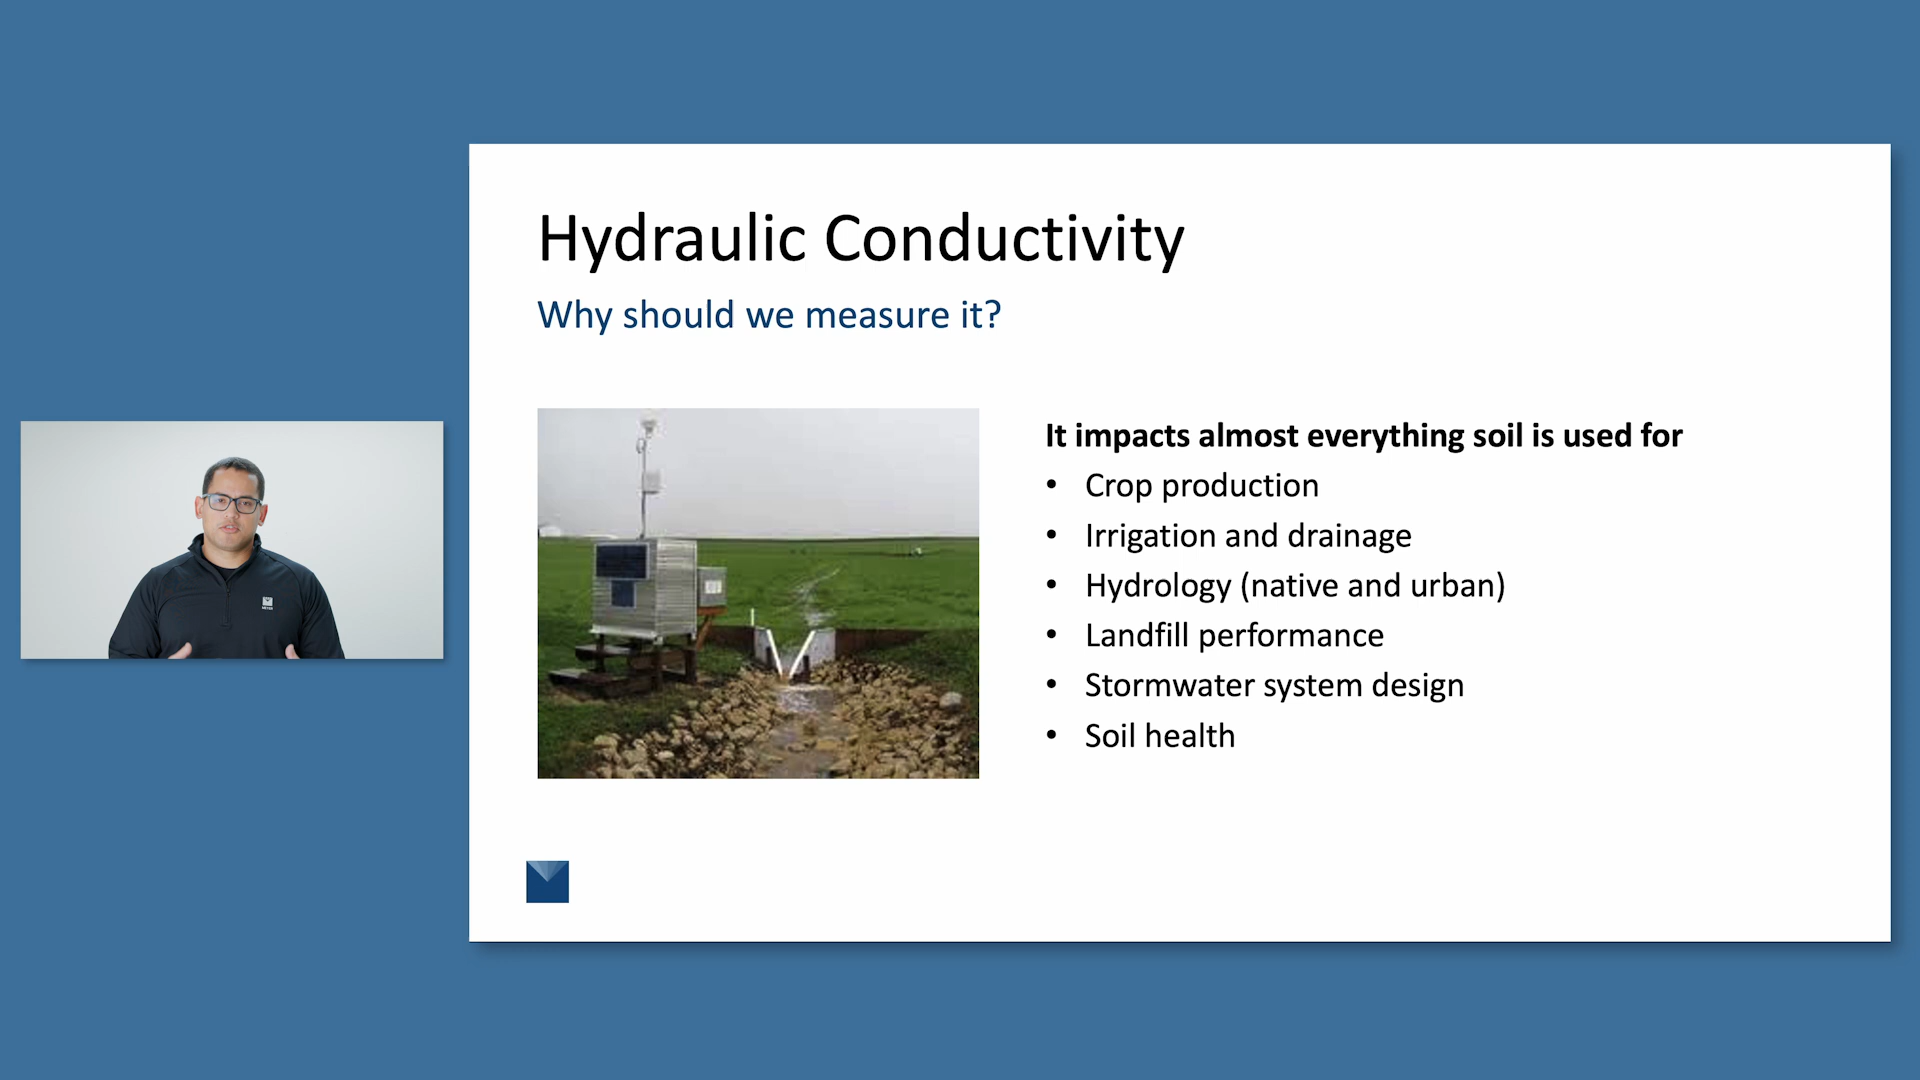 Hydraulic Conductivity
Why should we measure it?
It impacts almost everything soil is used for
• Crop production
• Irrigation and drainage
• Hydrology (native and urban)
• Landfill performance
• Stormwater system design
• Soil health